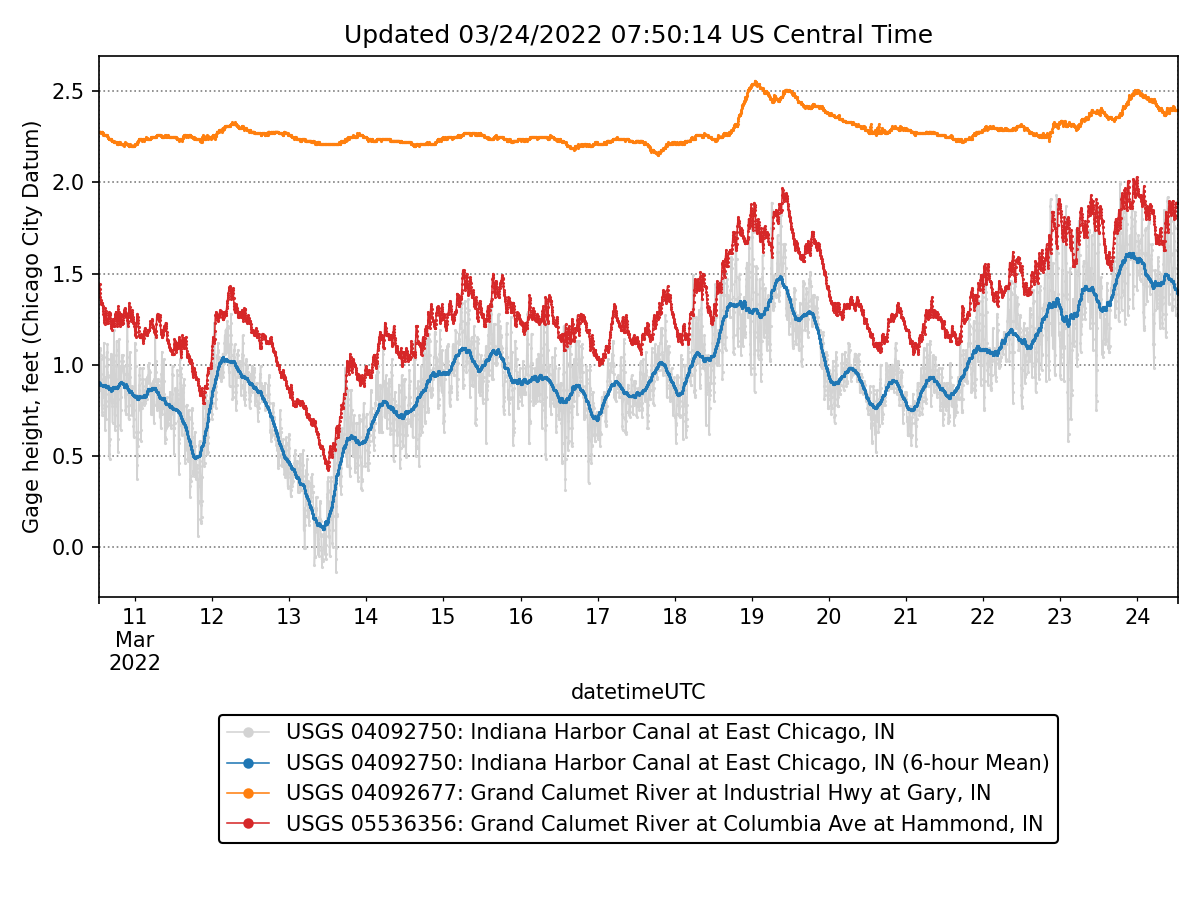 Updated 03/24/2022 07:50:14 US Central Time
Gage height, feet (Chicago City Datum)
2.5
2.0
1.5
1.0
0.5
0.0
11 12 13 14 15 16 17 18 19 20 21 22 23 24
Mar
2022
datetimeUTC
USGS 04092750: Indiana Harbor Canal at East Chicago, IN
USGS 04092750: Indiana Harbor Canal at East Chicago, IN (6-hour Mean)
USGS 04092677: Grand Calumet River at Industrial Hwy at Gary, IN
USGS 05536356: Grand Calumet River at Columbia Ave at Hammond, IN